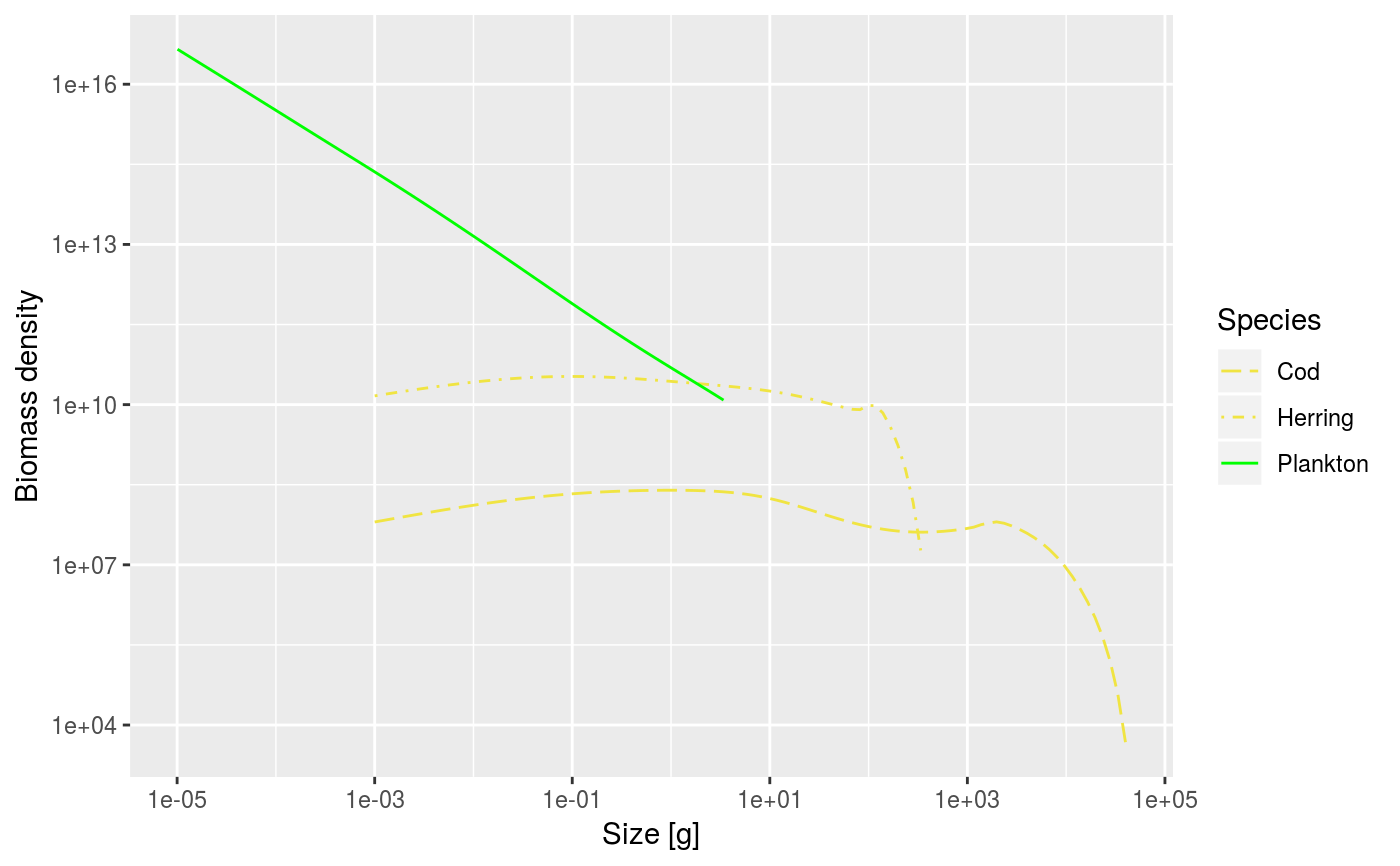 1e+16
1e+13
1e+10
1e+07
1e+04
Biomass density
1e-05 1e-03 1e-01 1e+01 1e+03 1e+05
Size [g]
Species
Cod
Herring
Plankton